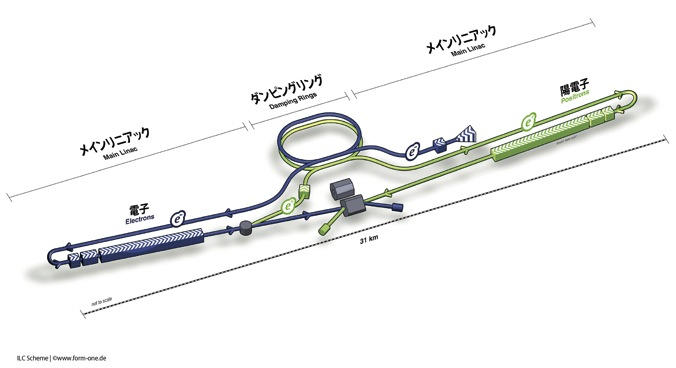 メインリニアック
Main Linac
陽電子
Positrons
ダンピングリング
Damping Rings
メインリニアック
Main Linac
e⁻
e⁺
電子
Electrons
e⁻
e⁺
31 km
not to scale
ILC Scheme | ©www.form-one.de